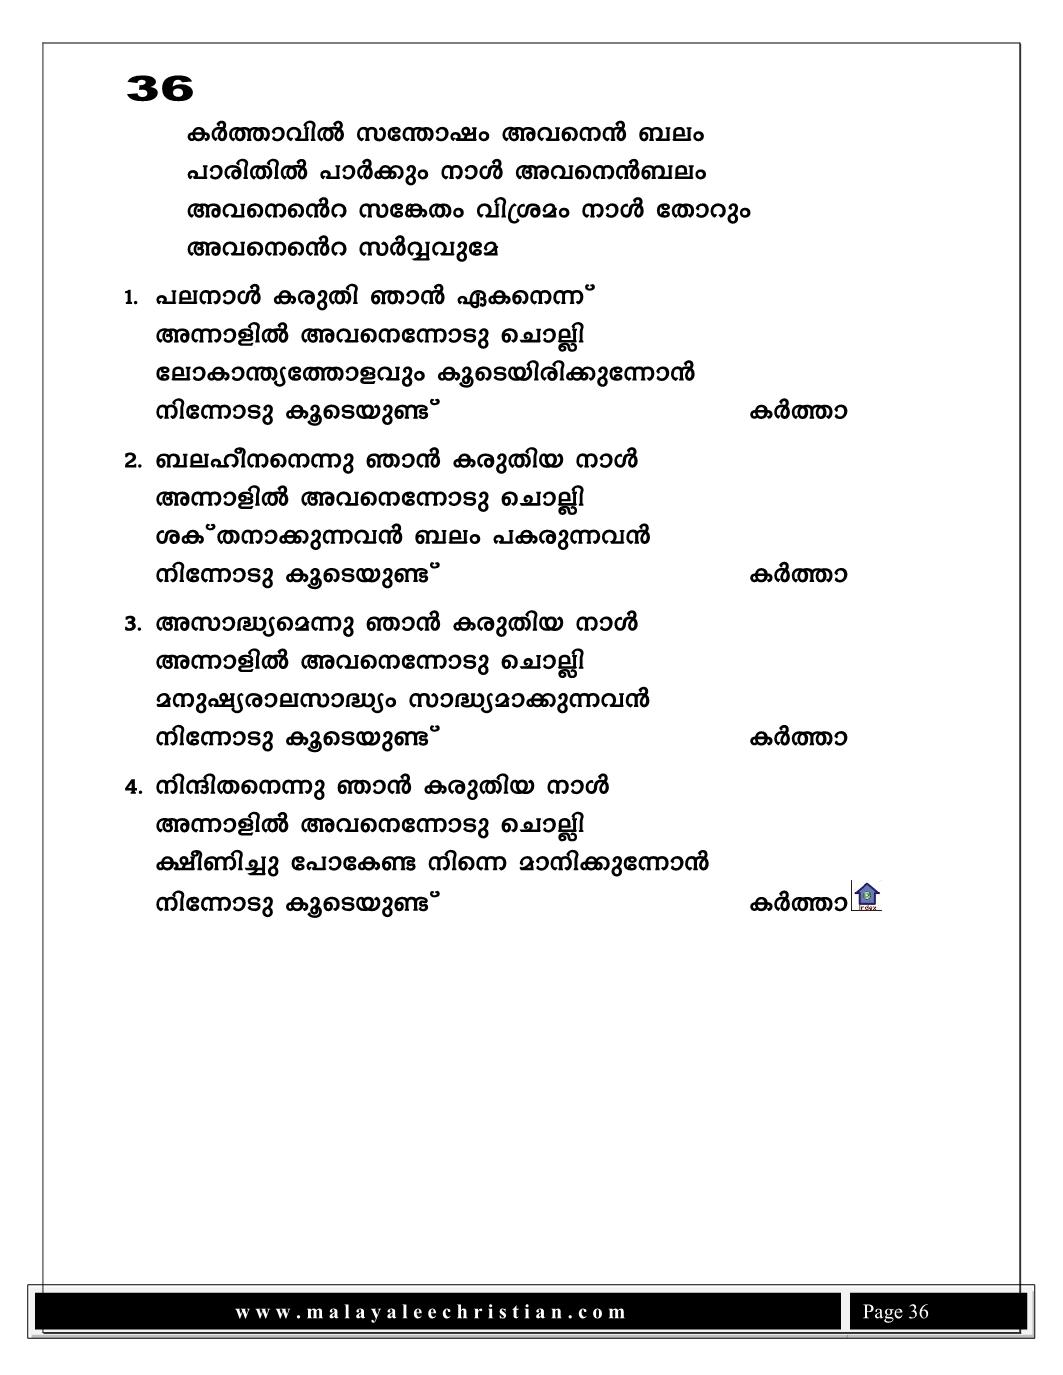 36
കർത്താവിൽ സന്തോഷം അവനെൻ ബലം
പാരിതിൽ പാർക്കും നാൾ അവനെൻബലം
അവനെന്റെ സങ്കേതം വിശ്രമം നാൾ തോറും
അവനെന്റെ സർവ്വവുമേ
1. പലനാൾ കരുതി ഞാൻ ഏകനെന്ന്
അന്നാളിൽ അവനെന്നോടു ചൊല്ലി
ലോകാന്ത്യത്തോളവും കൂടെയിരിക്കുന്നോൻ
നിന്നോടു കൂടെയുണ്ട് കർത്താ
2. ബലഹീനനെന്നു ഞാൻ കരുതിയ നാൾ
അന്നാളിൽ അവനെന്നോടു ചൊല്ലി
ശക്‌തനാക്കുന്നവൻ ബലം പകരുന്നവൻ
നിന്നോടു കൂടെയുണ്ട് കർത്താ
3. അസാദ്ധ്യമെന്നു ഞാൻ കരുതിയ നാൾ
അന്നാളിൽ അവനെന്നോടു ചൊല്ലി
മനുഷ്യരാലസാദ്ധ്യം സാദ്ധ്യമാക്കുന്നവൻ
നിന്നോടു കൂടെയുണ്ട് കർത്താ
4. നിന്ദിതനെന്നു ഞാൻ കരുതിയ നാൾ
അന്നാളിൽ അവനെന്നോടു ചൊല്ലി
ക്ഷീണിച്ചു പോകേണ്ട നിന്നെ മാനിക്കുന്നോൻ
നിന്നോടു കൂടെയുണ്ട് കർത്താ
Index
www.malayaleechristian.com Page 36